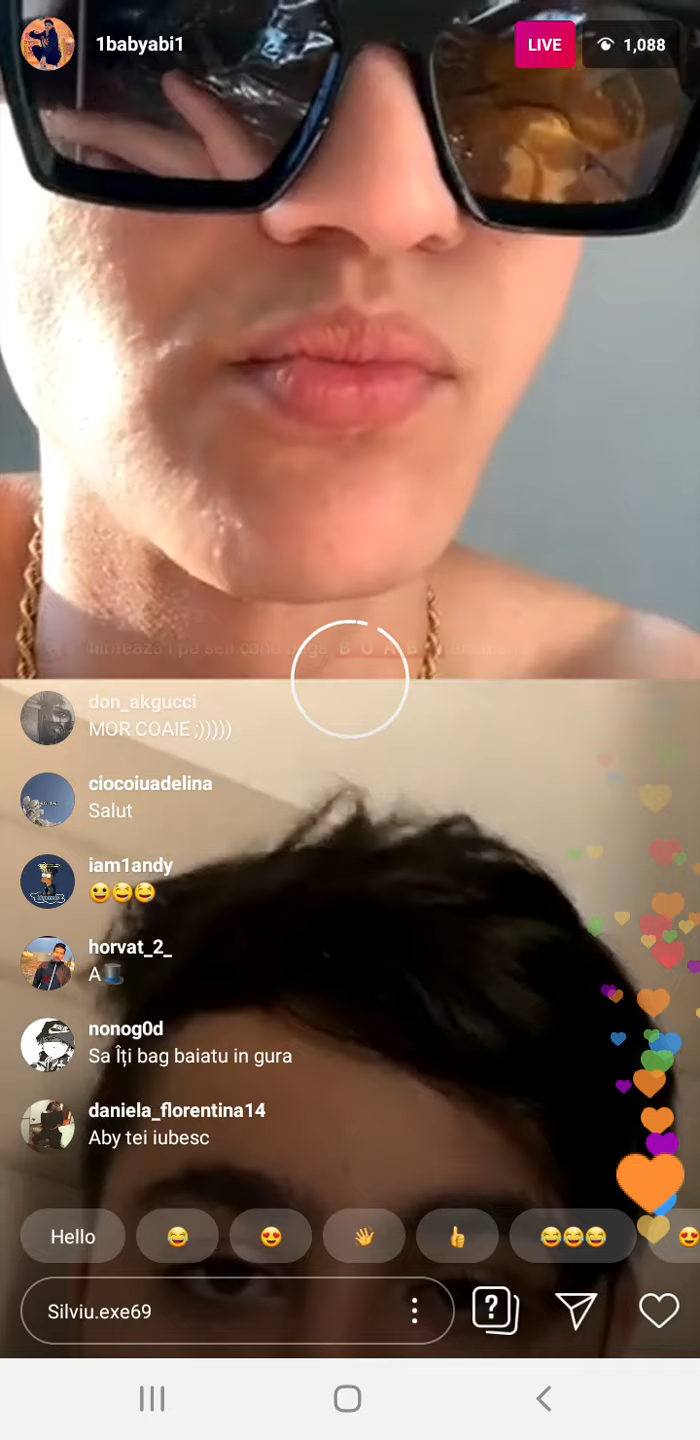 1babyabi1
LIVE
1,088
don_akgucci
MOR COAIE ;)))))
ciocoiuadelina
Salut
iam1andy
😀😅😂
horvat_2_
A🎩
nonog0d
Sa Îți bag baiatu in gura
daniela_florentina14
Aby tei iubesc
Hello
😂
😍
👋
👍
😂😂😂
😍
Silviu.exe69